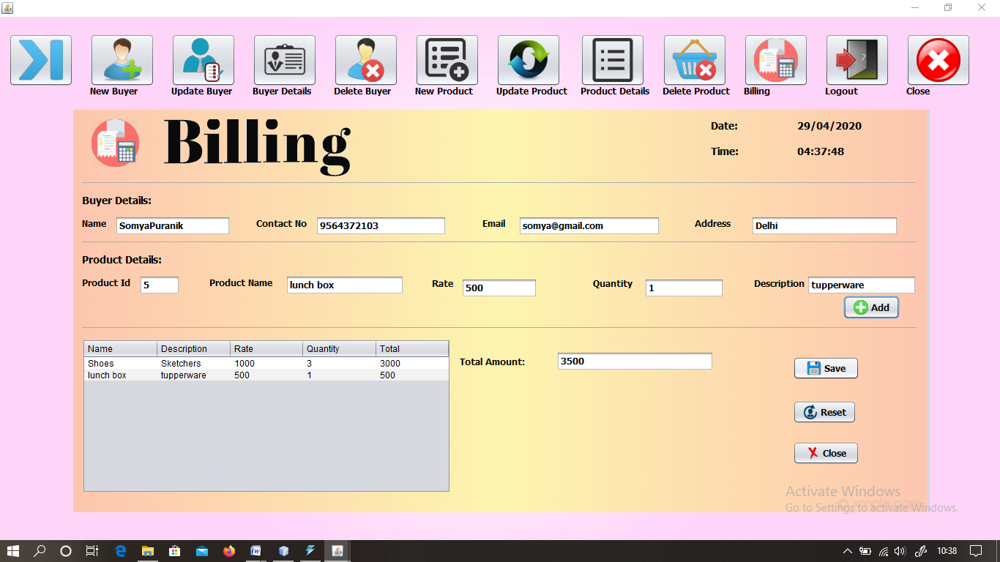 New Buyer Update Buyer Buyer Details Delete Buyer New Product Update Product Product Details Delete Product Billing Logout Close
Billing
Date: 29/04/2020
Time: 04:37:48
Buyer Details:
Name SomyaPuranik Contact No 9564372103 Email somya@gmail.com Address Delhi
Product Details:
Product Id 5 Product Name lunch box Rate 500 Quantity 1 Description tupperware
Add
Name Description Rate Quantity Total
Shoes Sketchers 1000 3 3000
lunch box tupperware 500 1 500
Total Amount: 3500
Save
Reset
Close
Activate Windows
Go to Settings to activate Windows.
10:38